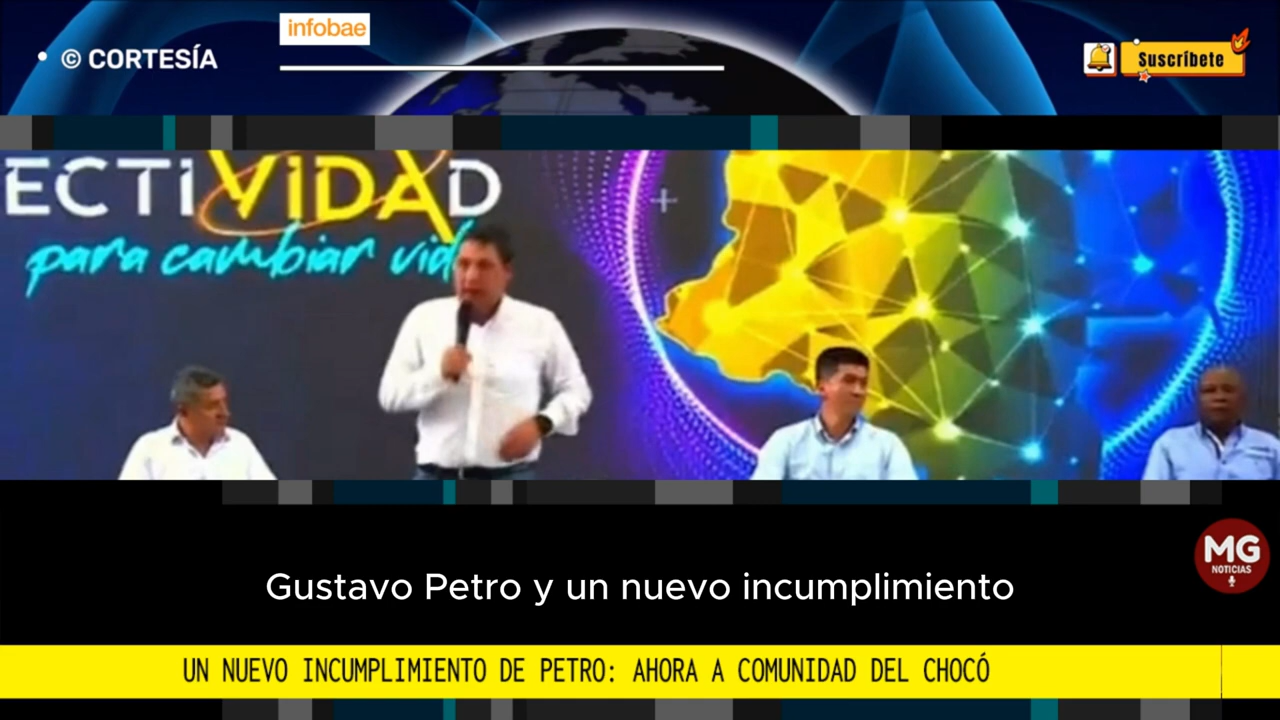 infobae
© CORTESÍA
Suscríbete
ECTIVIDAD
para cambiar vid
Gustavo Petro y un nuevo incumplimiento
MG
NOTICIAS
UN NUEVO INCUMPLIMIENTO DE PETRO: AHORA A COMUNIDAD DEL CHOCÓ